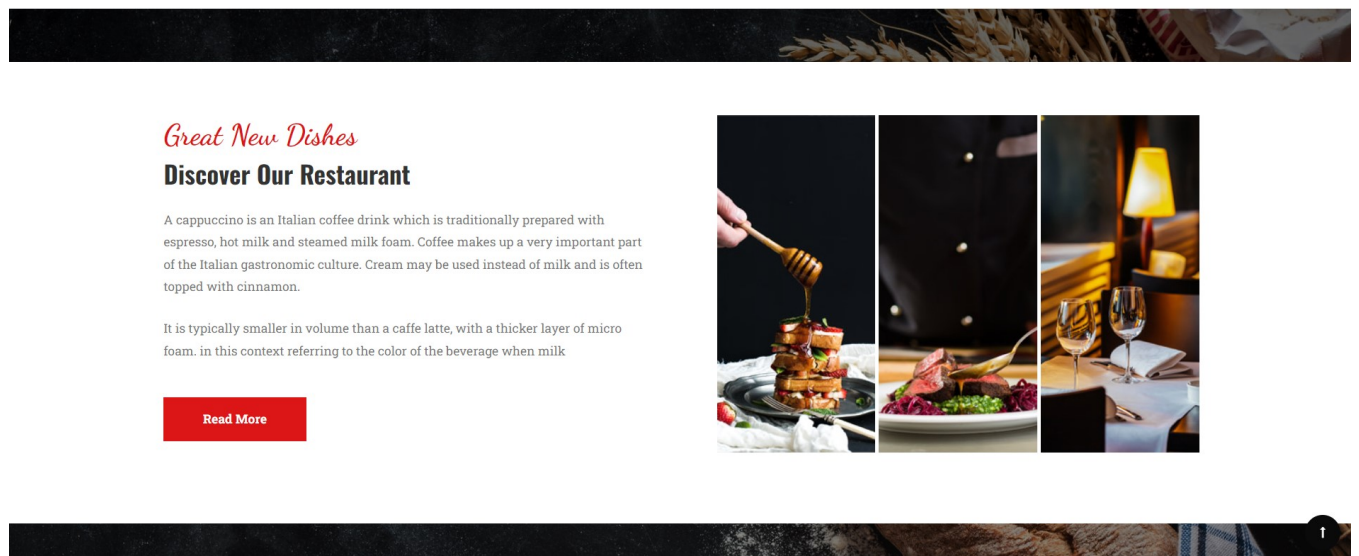 Great New Dishes
Discover Our Restaurant
A cappuccino is an Italian coffee drink which is traditionally prepared with
espresso, hot milk and steamed milk foam. Coffee makes up a very important part
of the Italian gastronomic culture. Cream may be used instead of milk and is often
topped with cinnamon.
It is typically smaller in volume than a caffe latte, with a thicker layer of micro
foam. in this context referring to the color of the beverage when milk
Read More